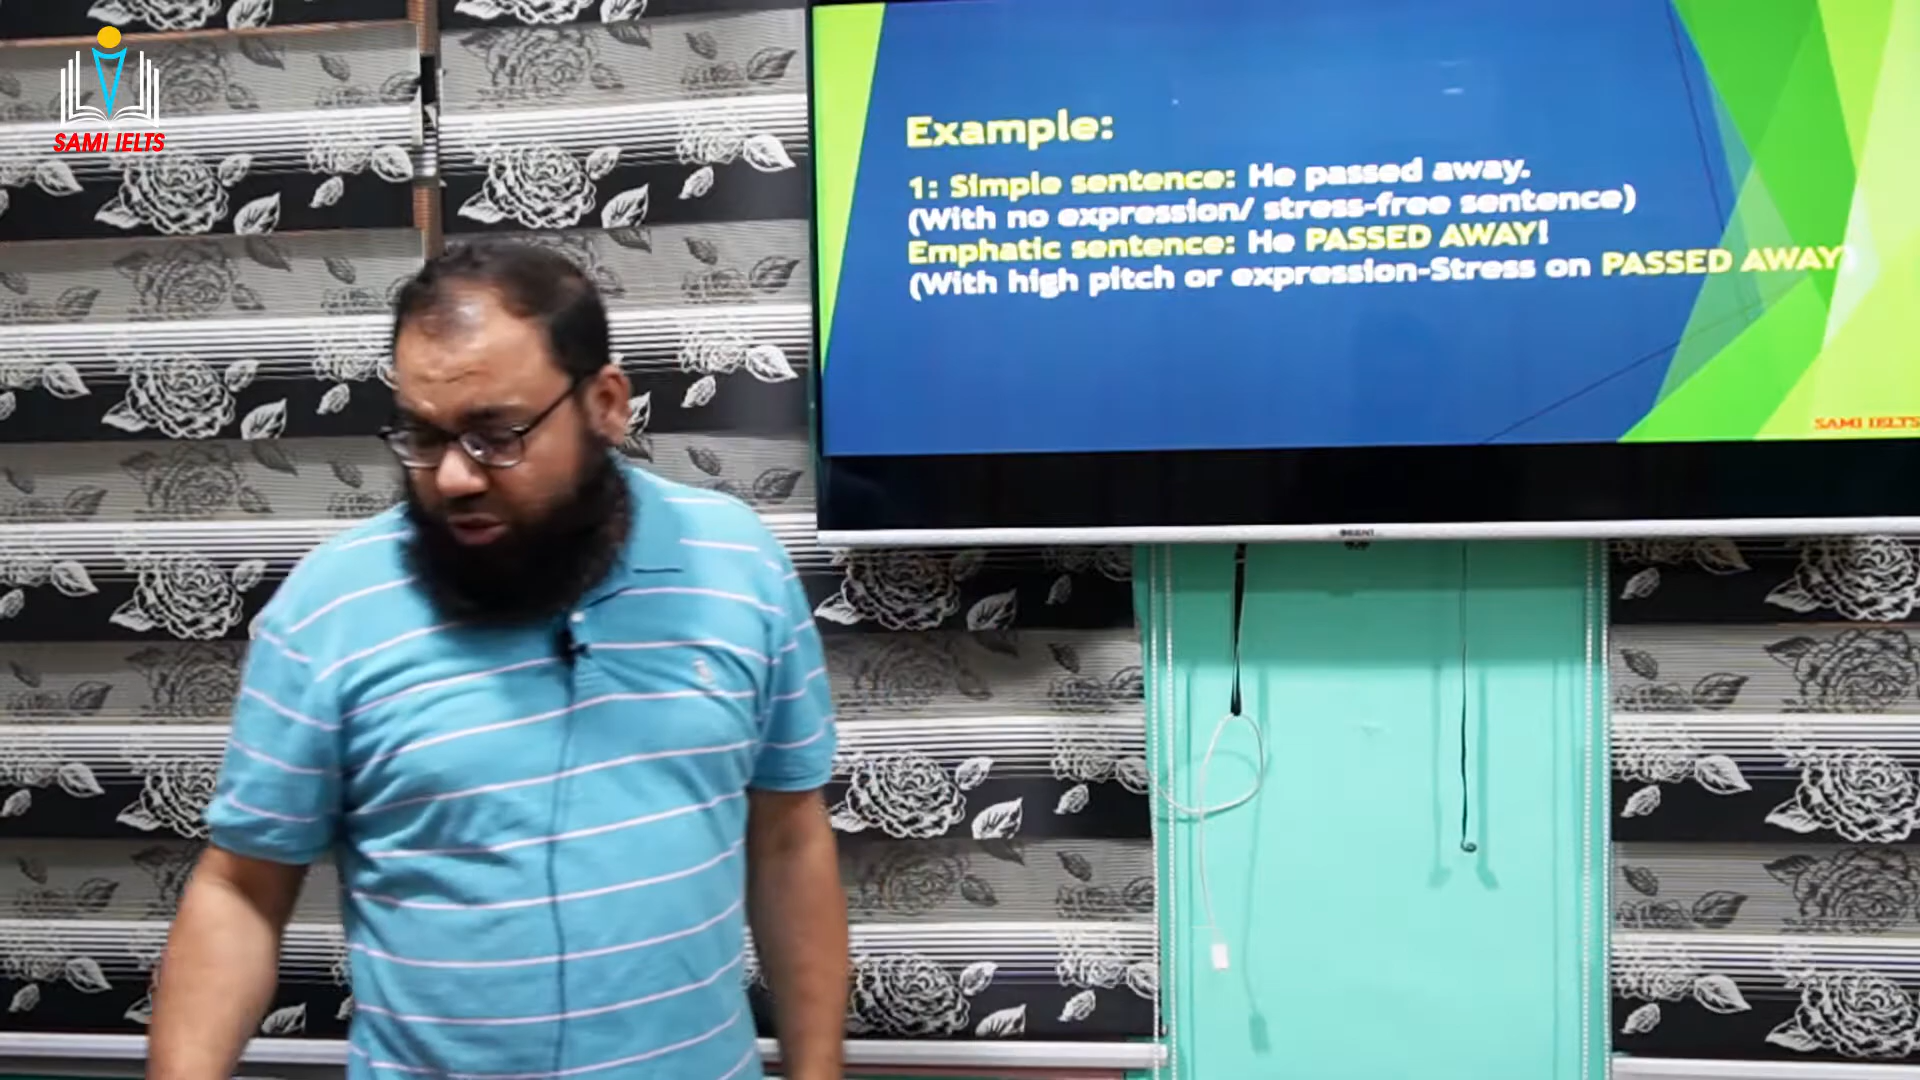 SAMI IELTS
Example:
1: Simple sentence: He passed away.
(With no expression/ stress-free sentence)
Emphatic sentence: He PASSED AWAY!
(With high pitch or expression-Stress on PASSED AWAY)
SAMI IELTS
ORIENT